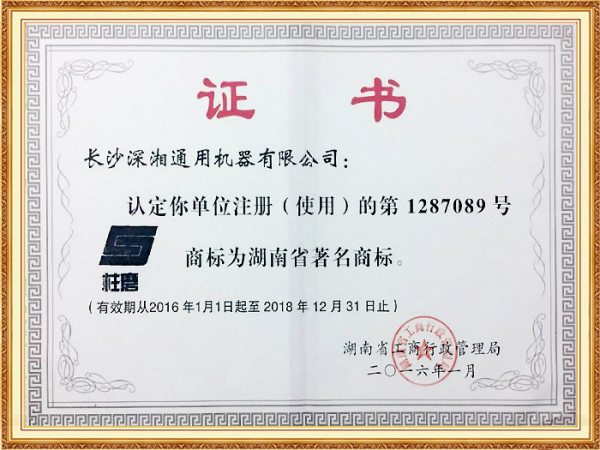 证 书
长沙深湘通用机器有限公司：
认定你单位注册（使用）的第 1287089 号
商标为湖南省著名商标。
柱磨
（有效期从2016年1月1日起至2018年12月31日止）
湖南省工商行政管理局
二〇一六年一月